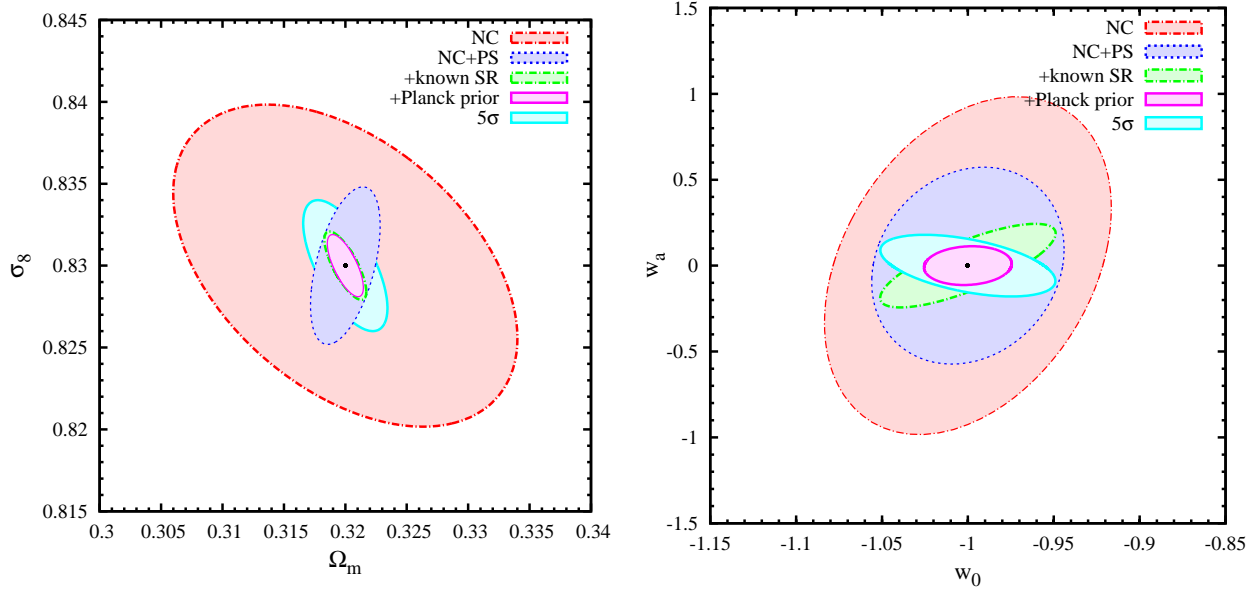 0.845
0.84
0.835
0.83
0.825
0.82
0.815
σ8
0.3
0.305
0.31
0.315
0.32
0.325
0.33
0.335
0.34
Ωm
NC
NC+PS
+known SR
+Planck prior
5σ
1.5
1
0.5
0
-0.5
-1
-1.5
wa
-1.15
-1.1
-1.05
-1
-0.95
-0.9
-0.85
w0
NC
NC+PS
+known SR
+Planck prior
5σ